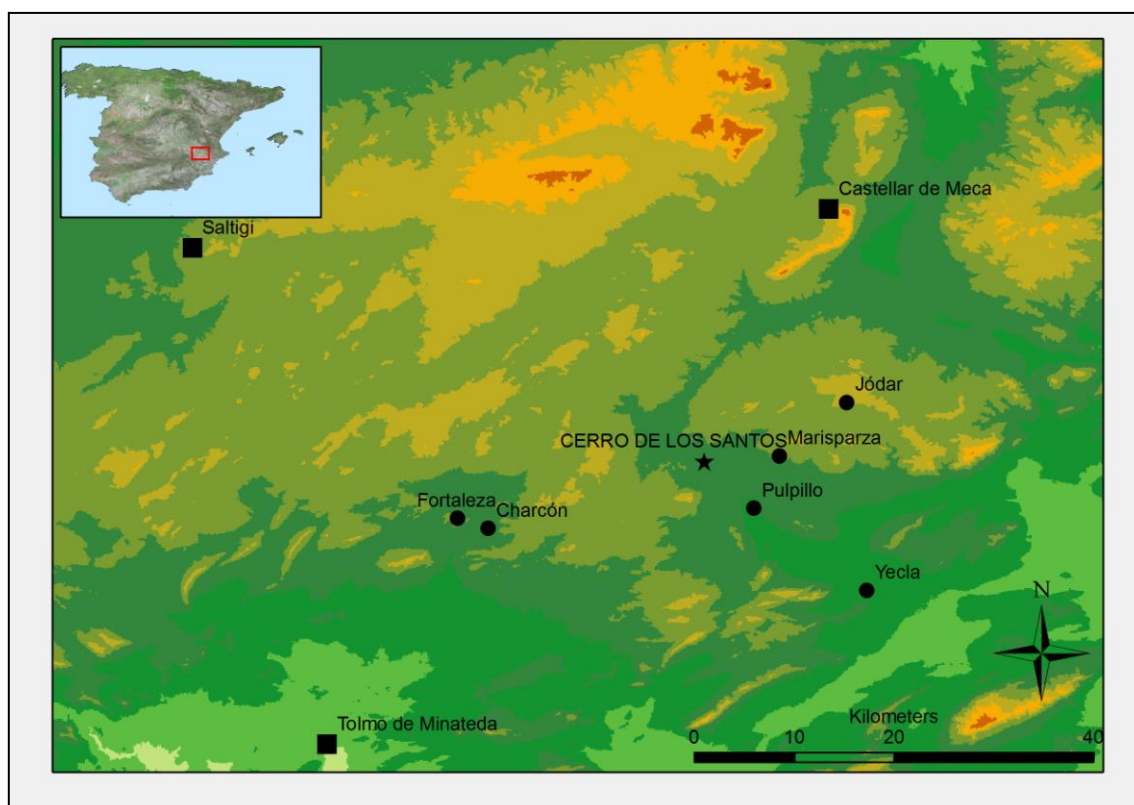 Castellar de Meca
Saltigi
Jódar
CERRO DE LOS SANTOS
Marisparza
Fortaleza
Charcón
Pulpillo
Yecla
N
Tolmo de Minateda
Kilometers
0 10 20 40